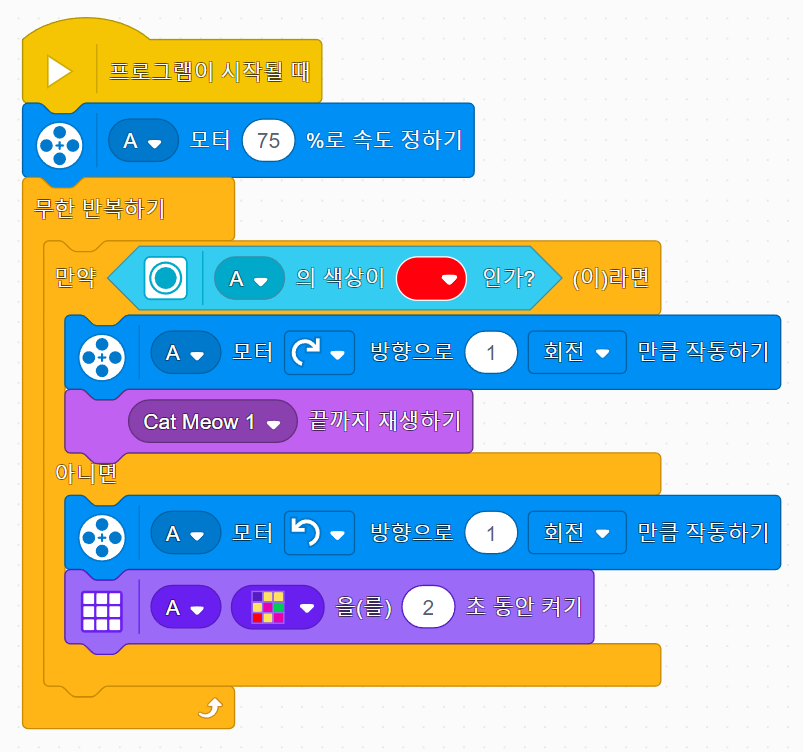 프로그램이 시작될 때
A 모터 75 %로 속도 정하기
무한 반복하기
만약 A 의 색상이 인가? (이)라면
A 모터 방향으로 1 회전 만큼 작동하기
Cat Meow 1 끝까지 재생하기
아니면
A 모터 방향으로 1 회전 만큼 작동하기
A 을(를) 2 초 동안 켜기